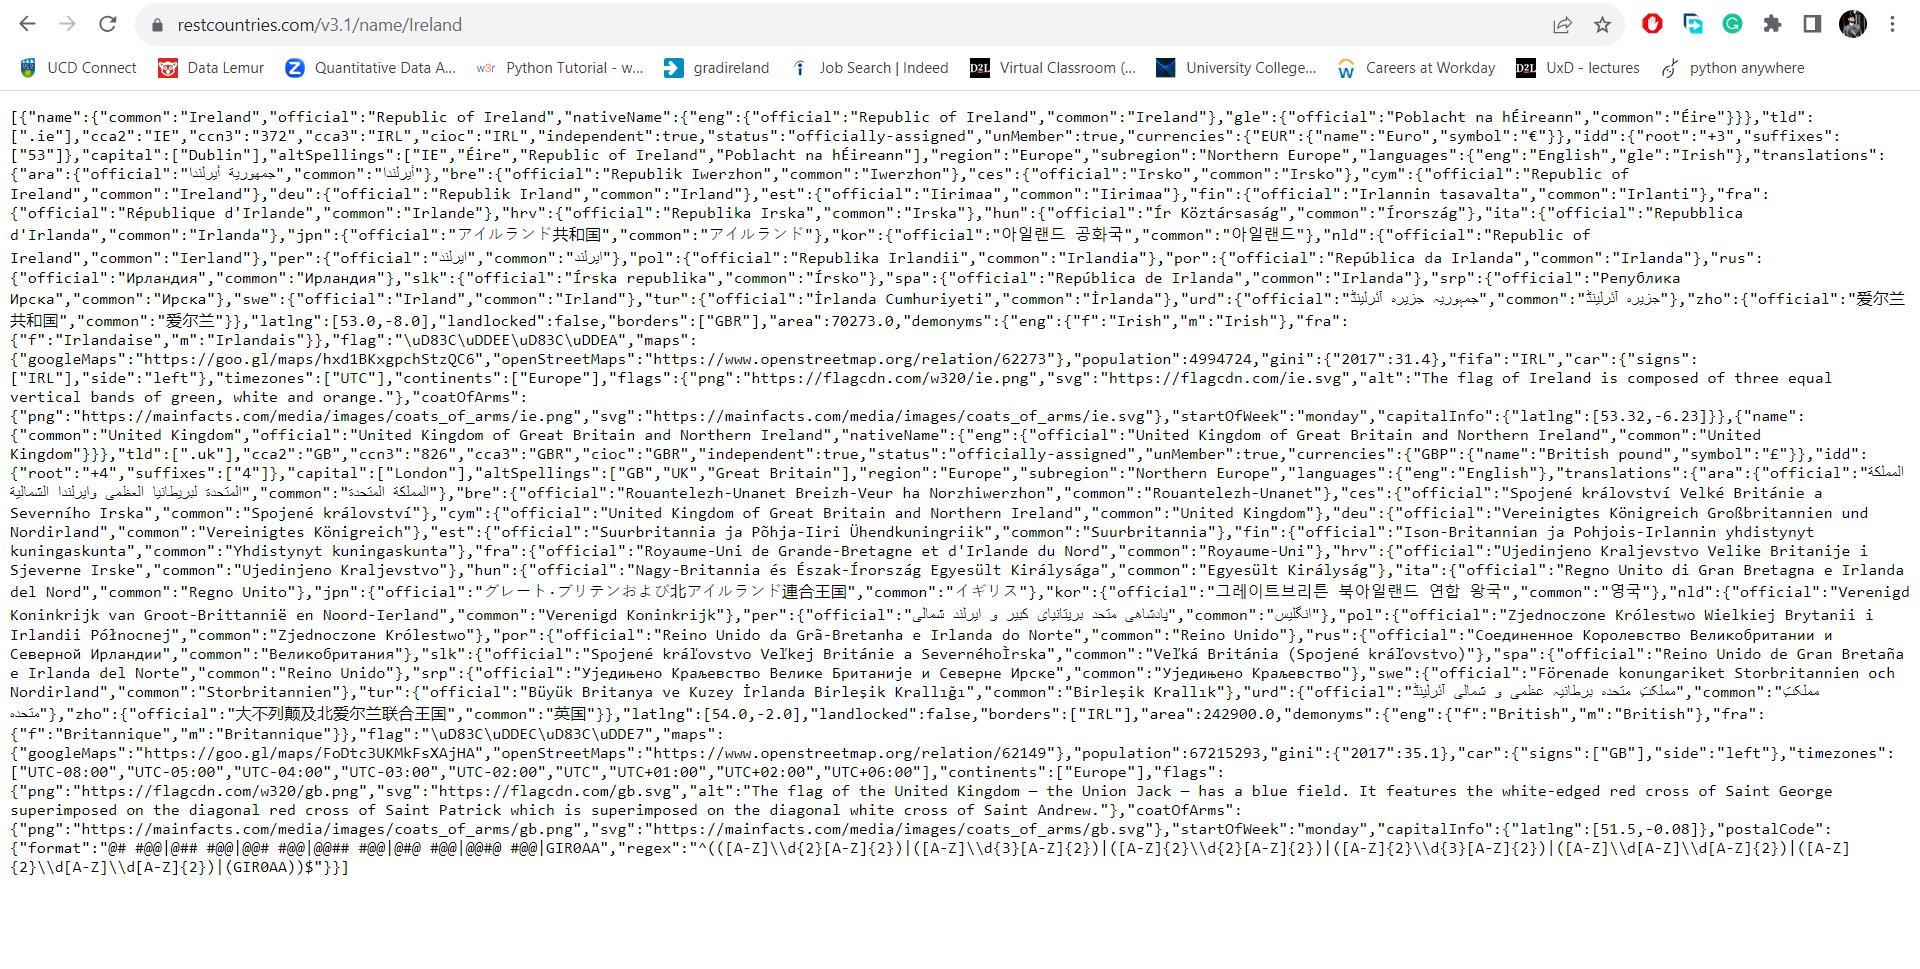 restcountries.com/v3.1/name/Ireland
UCD Connect Data Lemur Quantitative Data A... Python Tutorial - w... gradireland Job Search | Indeed Virtual Classroom (... University College... Careers at Workday UxD - lectures python anywhere
[{"name":{"common":"Ireland","official":"Republic of Ireland","nativeName":{"eng":{"official":"Republic of Ireland","common":"Ireland"},"gle":{"official":"Poblacht na hÉireann","common":"Éire"}}},"tld":
[".ie"],"cca2":"IE","ccn3":"372","cca3":"IRL","cioc":"IRL","independent":true,"status":"officially-assigned","unMember":true,"currencies":{"EUR":{"name":"Euro","symbol":"€"}},"idd":{"root":"+3","suffixes":
["53"]},"capital":["Dublin"],"altSpellings":["IE","Éire","Republic of Ireland","Poblacht na hÉireann"],"region":"Europe","subregion":"Northern Europe","languages":{"eng":"English","gle":"Irish"},"translations":
{"ara":{"official":"جمهورية أيرلندا","common":"أيرلندا"},"bre":{"official":"Republik Iwerzhon","common":"Iwerzhon"},"ces":{"official":"Irsko","common":"Irsko"},"cym":{"official":"Republic of
Ireland","common":"Ireland"},"deu":{"official":"Republik Irland","common":"Irland"},"est":{"official":"Iirimaa","common":"Iirimaa"},"fin":{"official":"Irlannin tasavalta","common":"Irlanti"},"fra":
{"official":"République d'Irlande","common":"Irlande"},"hrv":{"official":"Republika Irska","common":"Irska"},"hun":{"official":"Ír Köztársaság","common":"Írország"},"ita":{"official":"Repubblica
d'Irlanda","common":"Irlanda"},"jpn":{"official":"アイルランド共和国","common":"アイルランド"},"kor":{"official":"아일랜드 공화국","common":"아일랜드"},"nld":{"official":"Republic of
Ireland","common":"Ierland"},"per":{"official":"ایرلند","common":"ایرلند"},"pol":{"official":"Republika Irlandii","common":"Irlandia"},"por":{"official":"República da Irlanda","common":"Irlanda"},"rus":
{"official":"Ирландия","common":"Ирландия"},"slk":{"official":"Írska republika","common":"Írsko"},"spa":{"official":"República de Irlanda","common":"Irlanda"},"srp":{"official":"Република
Ирска","common":"Ирска"},"swe":{"official":"Irland","common":"Irland"},"tur":{"official":"İrlanda Cumhuriyeti","common":"İrlanda"},"urd":{"official":"جمہوریہ جزیرہ آئرلینڈ","common":"جزیرہ آئرلینڈ"},"zho":{"official":"爱尔兰
共和国","common":"爱尔兰"}},"latlng":[53.0,-8.0],"landlocked":false,"borders":["GBR"],"area":70273.0,"demonyms":{"eng":{"f":"Irish","m":"Irish"},"fra":
{"f":"Irlandaise","m":"Irlandais"}},"flag":"\uD83C\uDDEE\uD83C\uDDEA","maps":
{"googleMaps":"https://goo.gl/maps/hxd1BKxgpchStzQC6","openStreetMaps":"https://www.openstreetmap.org/relation/62273"},"population":4994724,"gini":{"2017":31.4},"fifa":"IRL","car":{"signs":
["IRL"],"side":"left"},"timezones":["UTC"],"continents":["Europe"],"flags":{"png":"https://flagcdn.com/w320/ie.png","svg":"https://flagcdn.com/ie.svg","alt":"The flag of Ireland is composed of three equal
vertical bands of green, white and orange."},"coatOfArms":
{"png":"https://mainfacts.com/media/images/coats_of_arms/ie.png","svg":"https://mainfacts.com/media/images/coats_of_arms/ie.svg"},"startOfWeek":"monday","capitalInfo":{"latlng":[53.32,-6.23]}},{"name":
{"common":"United Kingdom","official":"United Kingdom of Great Britain and Northern Ireland","nativeName":{"eng":{"official":"United Kingdom of Great Britain and Northern Ireland","common":"United
Kingdom"}}},"tld":[".uk"],"cca2":"GB","ccn3":"826","cca3":"GBR","cioc":"GBR","independent":true,"status":"officially-assigned","unMember":true,"currencies":{"GBP":{"name":"British pound","symbol":"£"}},"idd":
{"root":"+4","suffixes":["4"]},"capital":["London"],"altSpellings":["GB","UK","Great Britain"],"region":"Europe","subregion":"Northern Europe","languages":{"eng":"English"},"translations":{"ara":{"official":"المملكة
المتحدة لبريطانيا العظمى وايرلندا الشمالية","common":"المملكة المتحدة"},"bre":{"official":"Rouantelezh-Unanet Breizh-Veur ha Norzhiwerzhon","common":"Rouantelezh-Unanet"},"ces":{"official":"Spojené království Velké Británie a
Severního Irska","common":"Spojené království"},"cym":{"official":"United Kingdom of Great Britain and Northern Ireland","common":"United Kingdom"},"deu":{"official":"Vereinigtes Königreich Großbritannien und
Nordirland","common":"Vereinigtes Königreich"},"est":{"official":"Suurbritannia ja Põhja-Iiri Ühendkuningriik","common":"Suurbritannia"},"fin":{"official":"Ison-Britannian ja Pohjois-Irlannin yhdistynyt
kuningaskunta","common":"Yhdistynyt kuningaskunta"},"fra":{"official":"Royaume-Uni de Grande-Bretagne et d'Irlande du Nord","common":"Royaume-Uni"},"hrv":{"official":"Ujedinjeno Kraljevstvo Velike Britanije i
Sjeverne Irske","common":"Ujedinjeno Kraljevstvo"},"hun":{"official":"Nagy-Britannia és Észak-Írország Egyesült Királysága","common":"Egyesült Királyság"},"ita":{"official":"Regno Unito di Gran Bretagna e Irlanda
del Nord","common":"Regno Unito"},"jpn":{"official":"グレート・ブリテンおよび北アイルランド連合王国","common":"イギリス"},"kor":{"official":"그레이트브리튼 북아일랜드 연합 왕국","common":"영국"},"nld":{"official":"Verenigd
Koninkrijk van Groot-Brittannië en Noord-Ierland","common":"Verenigd Koninkrijk"},"per":{"official":"پادشاهی متحد بریتانیای کبیر و ایرلند شمالی","common":"انگلیس"},"pol":{"official":"Zjednoczone Królestwo Wielkiej Brytanii i
Irlandii Północnej","common":"Zjednoczone Królestwo"},"por":{"official":"Reino Unido da Grã-Bretanha e Irlanda do Norte","common":"Reino Unido"},"rus":{"official":"Соединенное Королевство Великобритании и
Северной Ирландии","common":"Великобритания"},"slk":{"official":"Spojené kráľovstvo Veľkej Británie a SevernéhoÌrska","common":"Veľká Británia (Spojené kráľovstvo)"},"spa":{"official":"Reino Unido de Gran Bretaña
e Irlanda del Norte","common":"Reino Unido"},"srp":{"official":"Уједињено Краљевство Велике Британије и Северне Ирске","common":"Уједињено Краљевство"},"swe":{"official":"Förenade konungariket Storbritannien och
Nordirland","common":"Storbritannien"},"tur":{"official":"Büyük Britanya ve Kuzey İrlanda Birleşik Krallığı","common":"Birleşik Krallık"},"urd":{"official":"مملکتِ متحدہ برطانیہ عظمی و شمالی آئرلینڈ","common":"مملکتِ
متحدہ"},"zho":{"official":"大不列颠及北爱尔兰联合王国","common":"英国"}},"latlng":[54.0,-2.0],"landlocked":false,"borders":["IRL"],"area":242900.0,"demonyms":{"eng":{"f":"British","m":"British"},"fra":
{"f":"Britannique","m":"Britannique"}},"flag":"\uD83C\uDDEC\uD83C\uDDE7","maps":
{"googleMaps":"https://goo.gl/maps/FoDtc3UKMkFsXAjHA","openStreetMaps":"https://www.openstreetmap.org/relation/62149"},"population":67215293,"gini":{"2017":35.1},"car":{"signs":["GB"],"side":"left"},"timezones":
["UTC-08:00","UTC-05:00","UTC-04:00","UTC-03:00","UTC-02:00","UTC","UTC+01:00","UTC+02:00","UTC+06:00"],"continents":["Europe"],"flags":
{"png":"https://flagcdn.com/w320/gb.png","svg":"https://flagcdn.com/gb.svg","alt":"The flag of the United Kingdom — the Union Jack — has a blue field. It features the white-edged red cross of Saint George
superimposed on the diagonal red cross of Saint Patrick which is superimposed on the diagonal white cross of Saint Andrew."},"coatOfArms":
{"png":"https://mainfacts.com/media/images/coats_of_arms/gb.png","svg":"https://mainfacts.com/media/images/coats_of_arms/gb.svg"},"startOfWeek":"monday","capitalInfo":{"latlng":[51.5,-0.08]},"postalCode":
{"format":"@# #@@|@## #@@|@@# #@@|@@## #@@|@#@ #@@|@@#@ #@@|GIR0AA","regex":"^(([A-Z]\\d{2}[A-Z]{2})|([A-Z]\\d{3}[A-Z]{2})|([A-Z]{2}\\d{2}[A-Z]{2})|([A-Z]{2}\\d{3}[A-Z]{2})|([A-Z]\\d[A-Z]\\d[A-Z]{2})|([A-Z]
{2}\\d[A-Z]\\d[A-Z]{2})|(GIR0AA))$"}}]